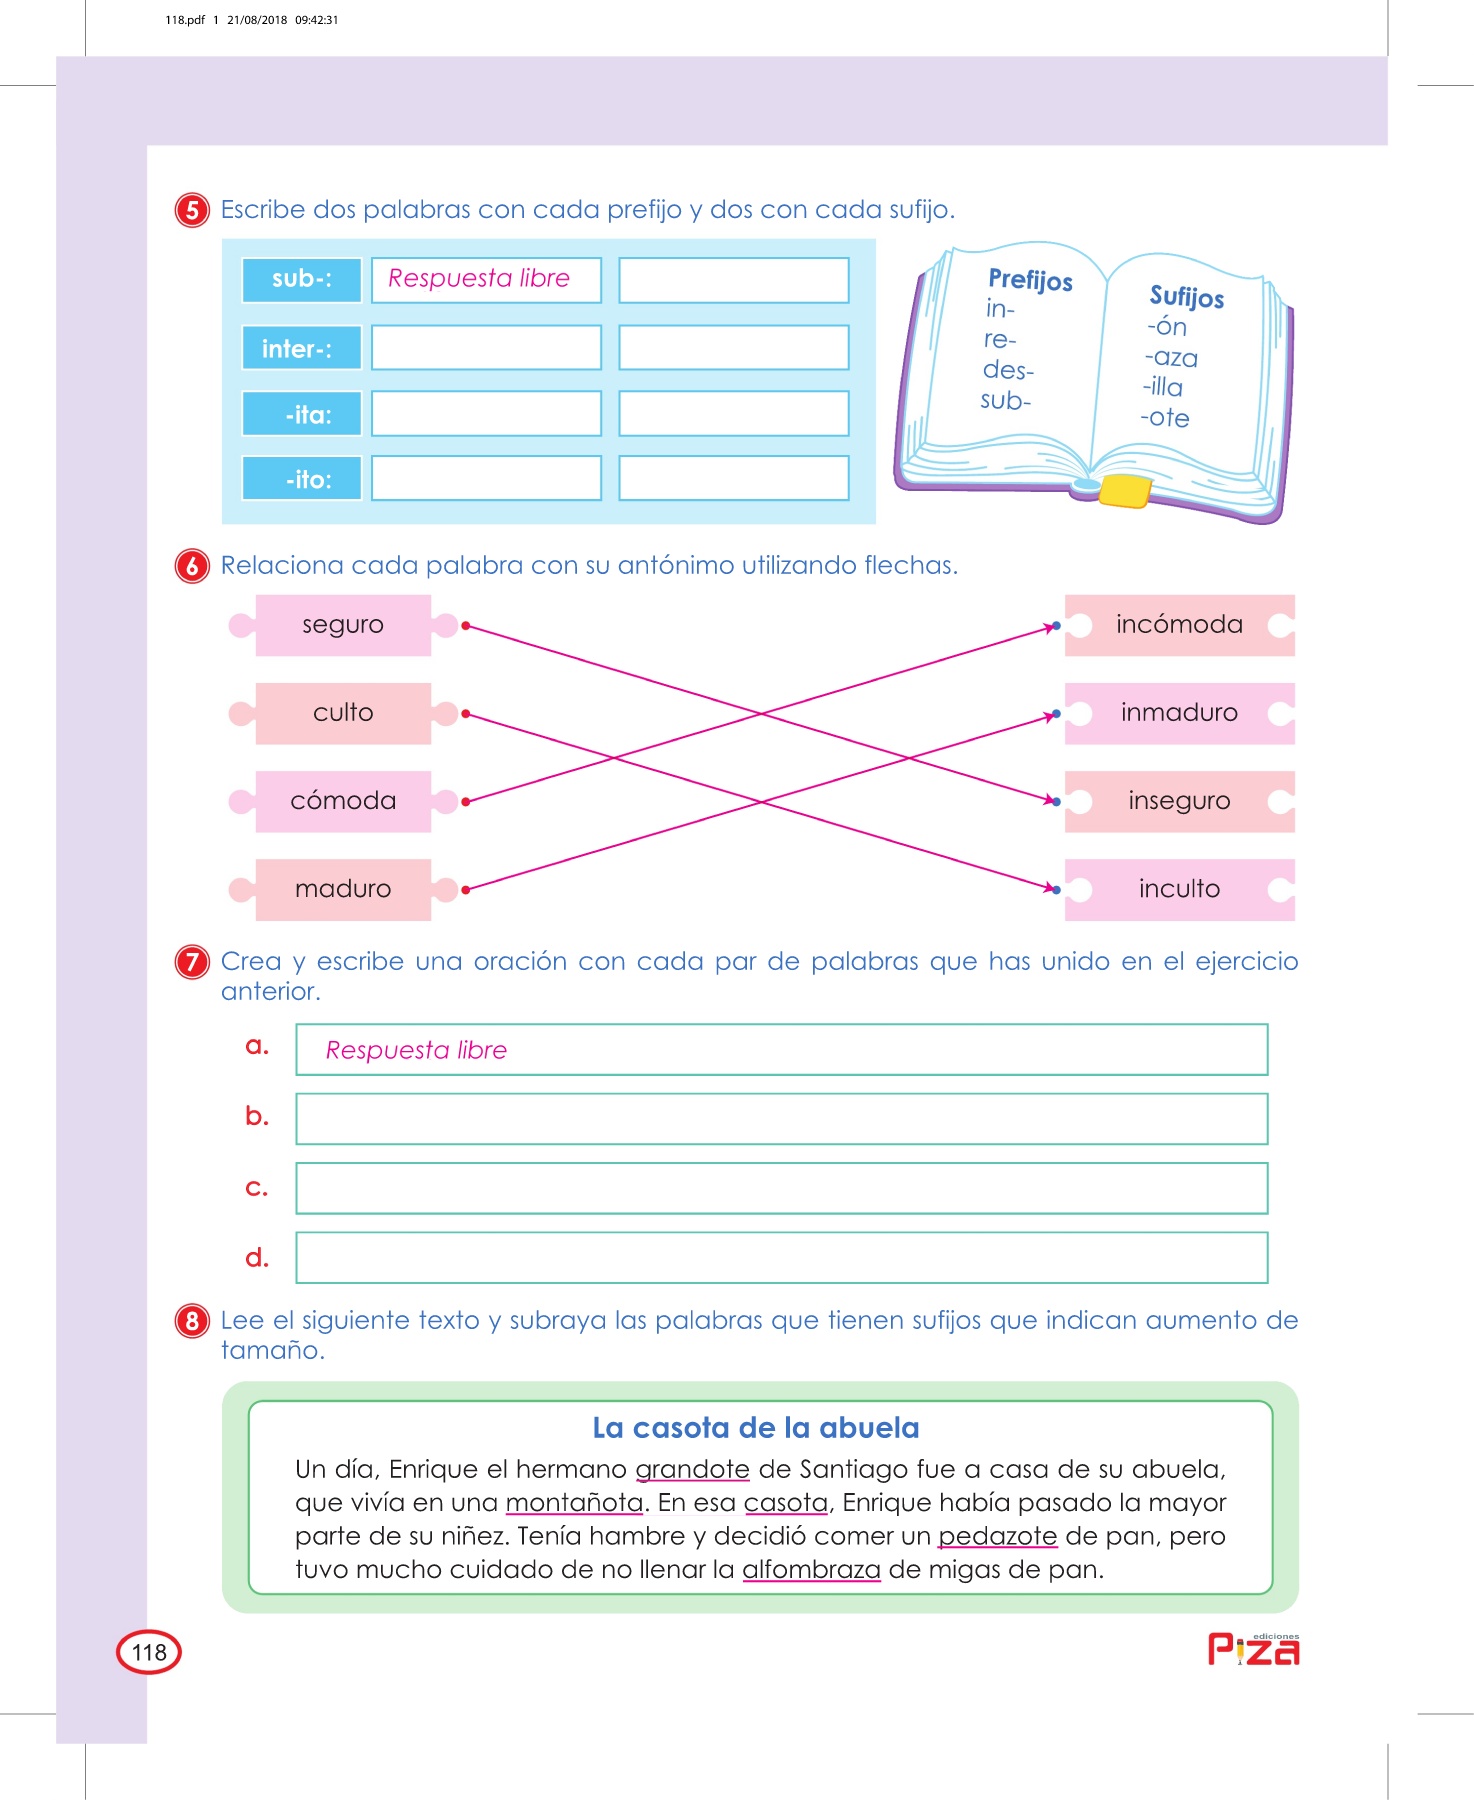 118.pdf 1 21/08/2018 09:42:31
5 Escribe dos palabras con cada prefijo y dos con cada sufijo.
sub-: Respuesta libre
inter-:
-ita:
-ito:
Prefijos
in-
re-
des-
sub-
Sufijos
-ón
-aza
-illa
-ote
6 Relaciona cada palabra con su antónimo utilizando flechas.
seguro incómoda
culto inmaduro
cómoda inseguro
maduro inculto
7 Crea y escribe una oración con cada par de palabras que has unido en el ejercicio
anterior.
a. Respuesta libre
b.
c.
d.
8 Lee el siguiente texto y subraya las palabras que tienen sufijos que indican aumento de
tamaño.
La casota de la abuela
Un día, Enrique el hermano grandote de Santiago fue a casa de su abuela,
que vivía en una montañota. En esa casota, Enrique había pasado la mayor
parte de su niñez. Tenía hambre y decidió comer un pedazote de pan, pero
tuvo mucho cuidado de no llenar la alfombraza de migas de pan.
118
ediciones
Piza